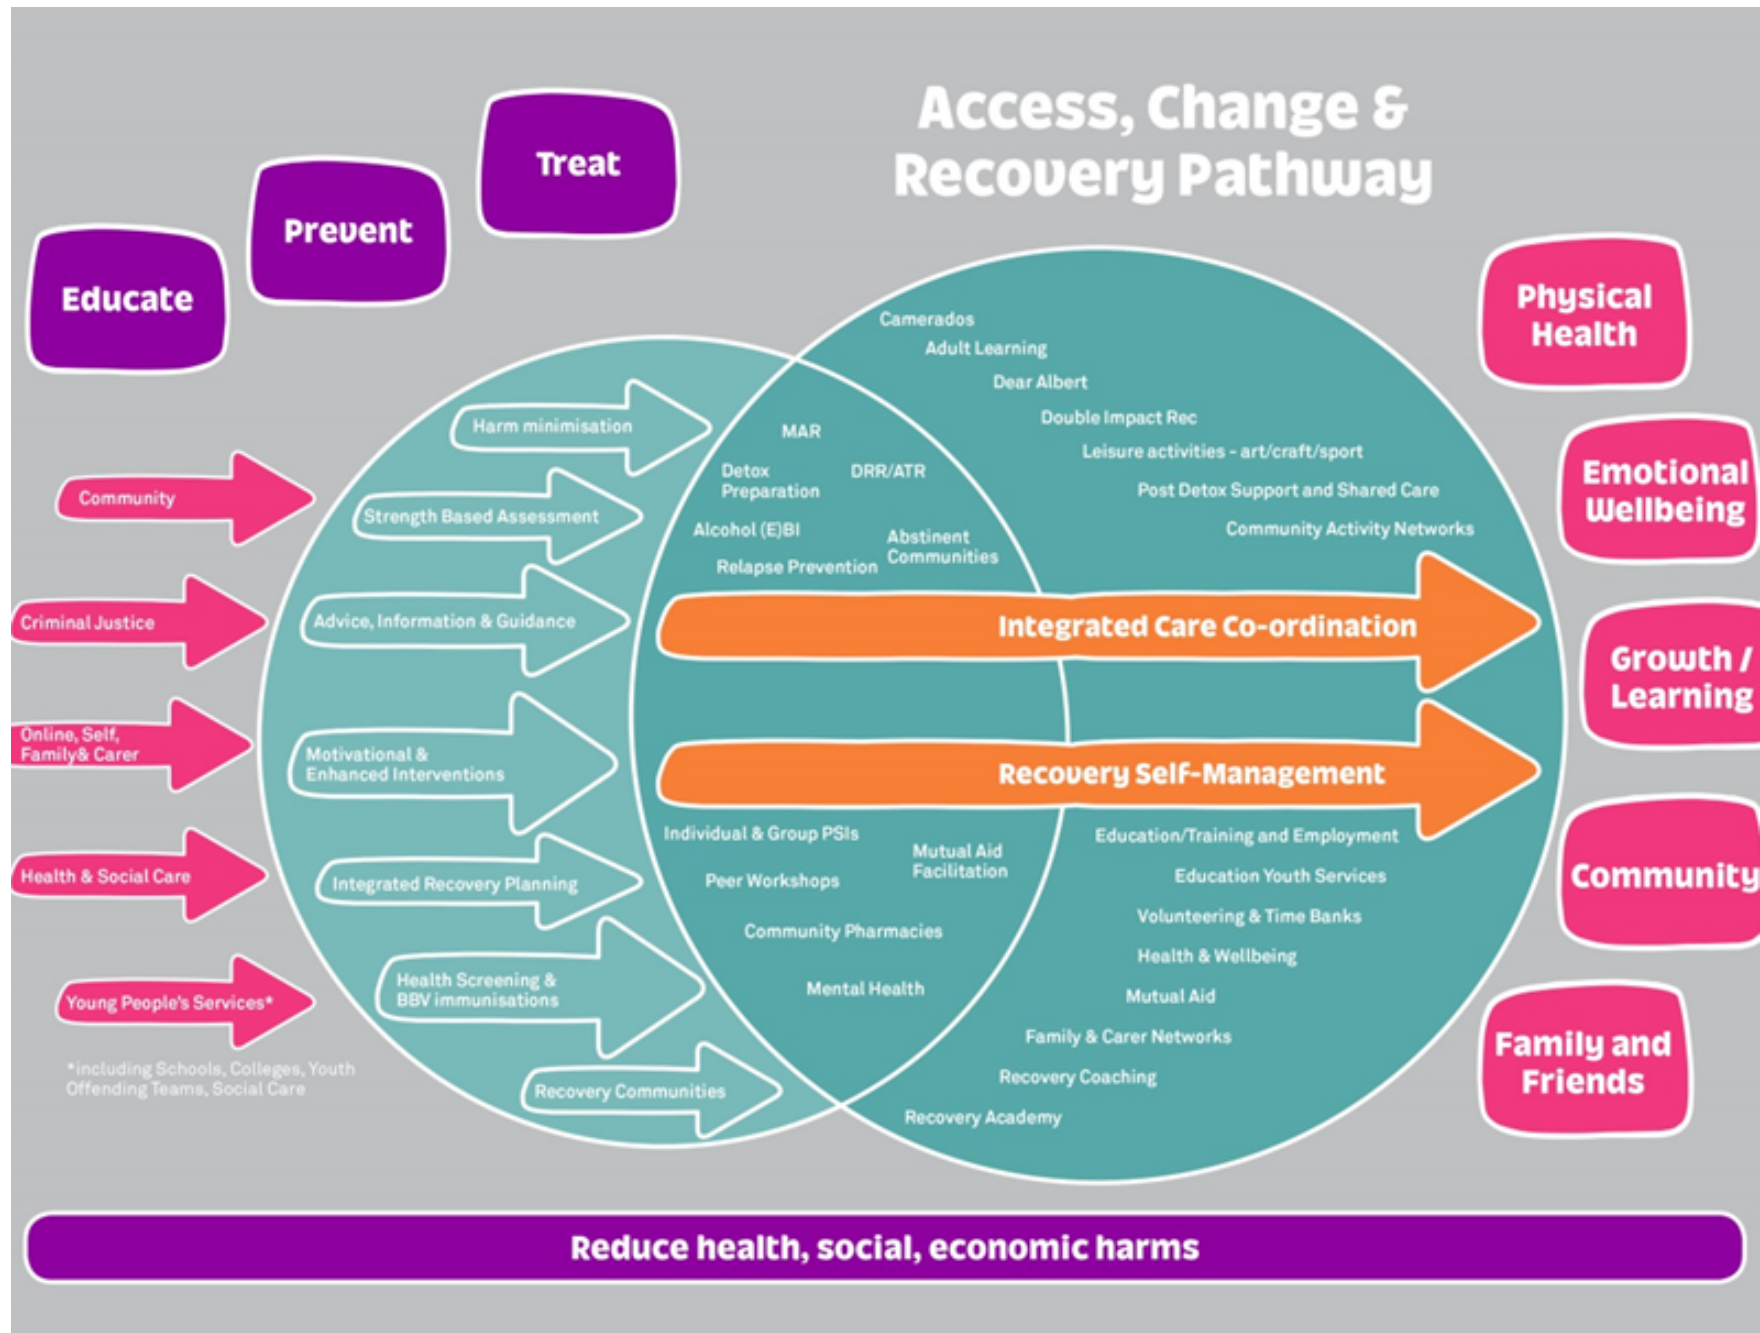 Access, Change &
Recovery Pathway
Treat
Prevent
Educate
Community
Criminal Justice
Online, Self,
Family& Carer
Health & Social Care
Young People's Services*
*including Schools, Colleges, Youth
Offending Teams, Social Care
Harm minimisation
Strength Based Assessment
Advice, Information & Guidance
Motivational &
Enhanced Interventions
Integrated Recovery Planning
Health Screening &
BBV immunisations
Recovery Communities
MAR
Detox
Preparation
DRR/ATR
Alcohol (E)BI
Abstinent
Communities
Relapse Prevention
Camerados
Adult Learning
Dear Albert
Double Impact Rec
Leisure activities - art/craft/sport
Post Detox Support and Shared Care
Community Activity Networks
Integrated Care Co-ordination
Recovery Self-Management
Individual & Group PSIs
Mutual Aid
Facilitation
Peer Workshops
Community Pharmacies
Mental Health
Education/Training and Employment
Education Youth Services
Volunteering & Time Banks
Health & Wellbeing
Mutual Aid
Family & Carer Networks
Recovery Coaching
Recovery Academy
Physical
Health
Emotional
Wellbeing
Growth /
Learning
Community
Family and
Friends
Reduce health, social, economic harms